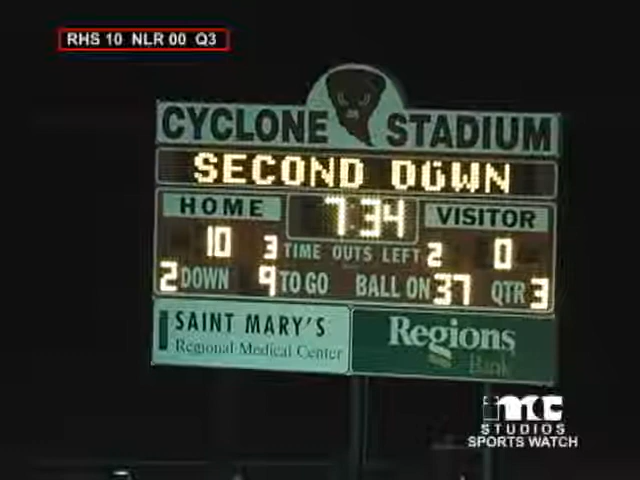 RHS 10 NLR 00 Q3
CYCLONE STADIUM
SECOND DOWN
HOME 7:34 VISITOR
10 3 TIME OUTS LEFT 2 0
2 DOWN 9 TO GO BALL ON 37 QTR 3
SAINT MARY'S
Regional Medical Center
Regions
Bank
imc
STUDIOS
SPORTS WATCH